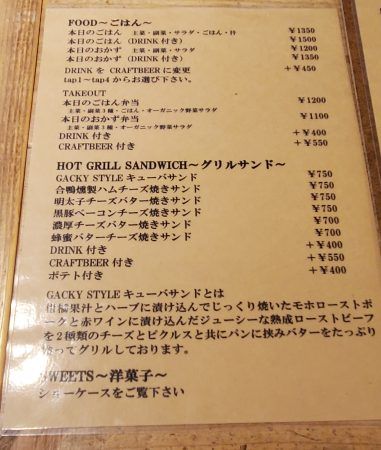 FOOD～ごはん～
本日のごはん 主菜・副菜・サラダ・ごはん・汁 ￥1350
本日のごはん (DRINK 付き) ￥1500
本日のおかず 主菜・副菜・サラダ ￥1200
本日のおかず (DRINK 付き) ￥1350
DRINK を CRAFTBEER に変更 +￥450
tap1～tap4 からお選び下さい。
TAKEOUT
本日のごはん弁当 ￥1200
主菜・副菜3種・ごはん・オーガニック野菜サラダ
本日のおかず弁当 ￥1100
主菜・副菜3種・オーガニック野菜サラダ
DRINK 付き +￥400
CRAFTBEER 付き +￥550
HOT GRILL SANDWICH～グリルサンド～
GACKY STYLE キューバサンド ￥750
合鴨燻製ハムチーズ焼きサンド ￥750
明太子チーズバター焼きサンド ￥750
黒豚ベーコンチーズ焼きサンド ￥750
濃厚チーズバター焼きサンド ￥700
蜂蜜バターチーズ焼きサンド ￥700
DRINK 付き +￥400
CRAFTBEER 付き +￥550
ポテト付き +￥400
GACKY STYLE キューバサンドとは
柑橘果汁とハーブに漬け込んでじっくり焼いたモホロースト
ポークと赤ワインに漬け込んだジューシーな熟成ローストビーフ
を2種類のチーズとピクルスと共にパンに挟みバターをたっぷり
塗ってグリルしております。
SWEETS～洋菓子～
ショーケースをご覧下さい